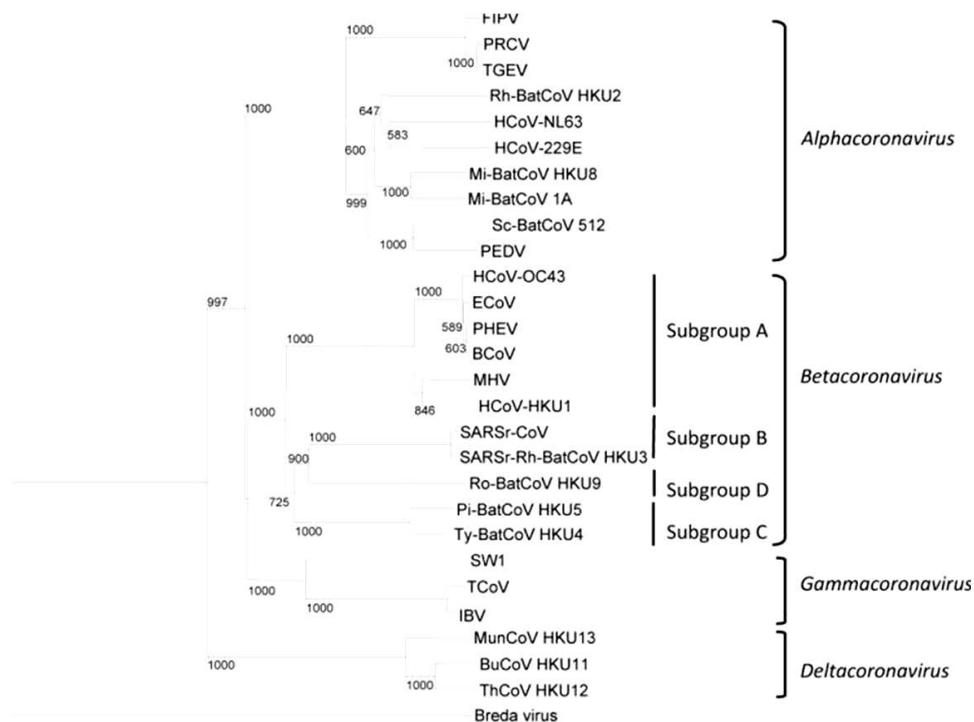 FIPV
1000
PRCV
1000
TGEV
Rh-BatCoV HKU2
1000
647
HCoV-NL63
583
Alphacoronavirus
600
HCoV-229E
Mi-BatCoV HKU8
1000
Mi-BatCoV 1A
999
Sc-BatCoV 512
1000
PEDV
HCoV-OC43
1000
997
ECoV
589
PHEV
Subgroup A
1000
603
BCoV
MHV
Betacoronavirus
846
HCoV-HKU1
1000
SARSr-CoV
1000
Subgroup B
900
SARSr-Rh-BatCoV HKU3
Ro-BatCoV HKU9
Subgroup D
725
Pi-BatCoV HKU5
1000
Ty-BatCoV HKU4
Subgroup C
SW1
1000
TCoV
Gammacoronavirus
1000
IBV
MunCoV HKU13
1000
BuCoV HKU11
Deltacoronavirus
1000
ThCoV HKU12
Breda virus